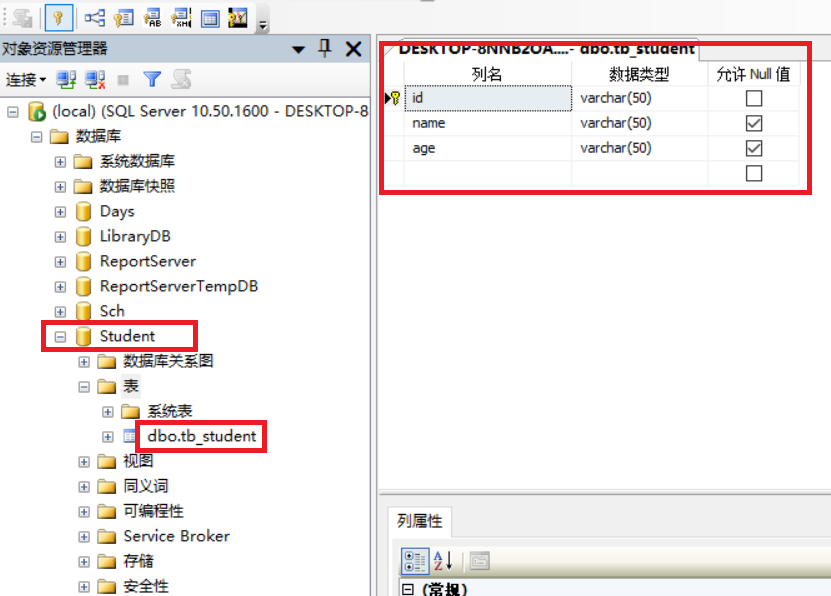 对象资源管理器
连接
(local) (SQL Server 10.50.1600 - DESKTOP-8
数据库
系统数据库
数据库快照
Days
LibraryDB
ReportServer
ReportServerTempDB
Sch
Student
数据库关系图
表
系统表
dbo.tb_student
视图
同义词
可编程性
Service Broker
存储
安全性
DESKTOP-8NNB2OA....- dbo.tb_student
列名 数据类型 允许 Null 值
id varchar(50)
name varchar(50)
age varchar(50)
列属性
(常规)